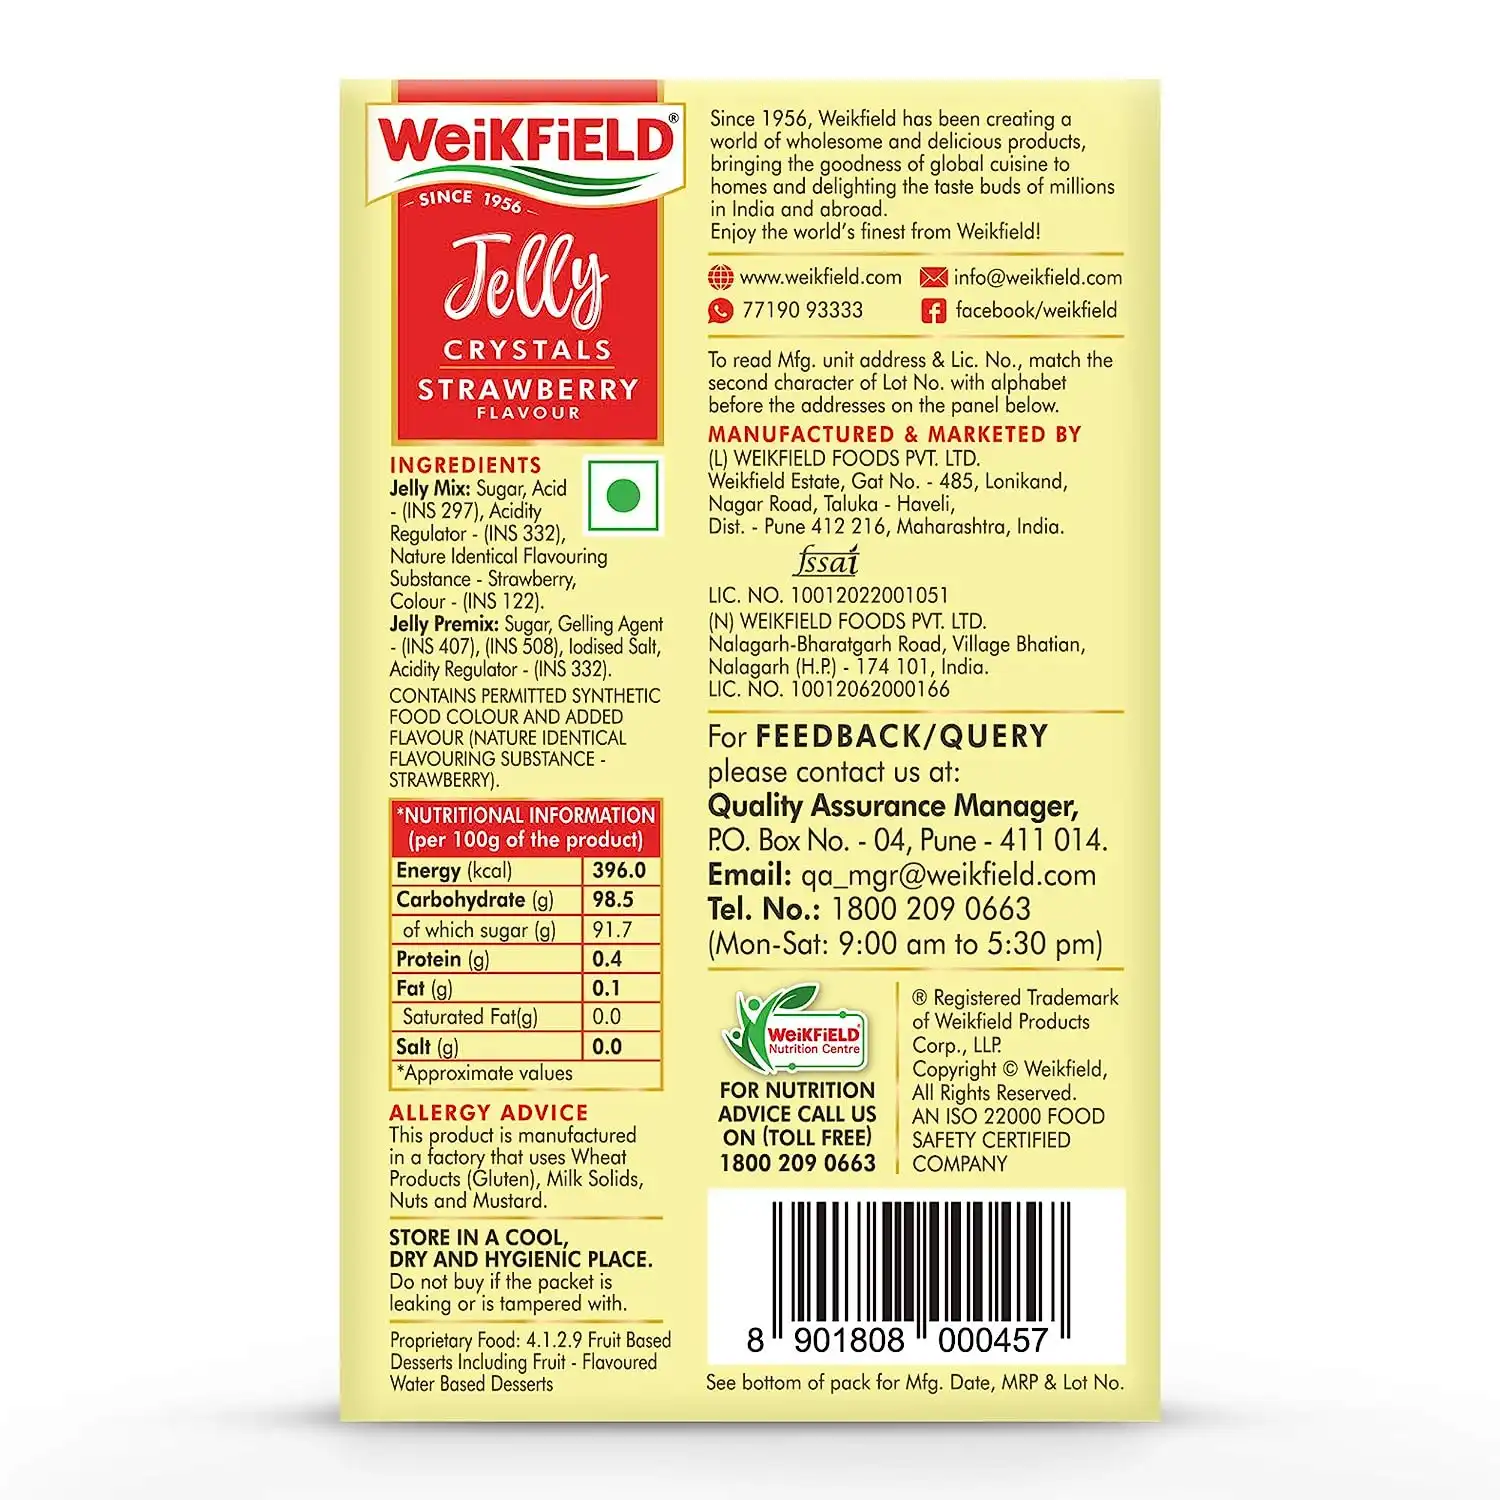 WeiKFiELD®
SINCE 1956
Jelly
CRYSTALS
STRAWBERRY
FLAVOUR
INGREDIENTS
Jelly Mix: Sugar, Acid
- (INS 297), Acidity
Regulator - (INS 332),
Nature Identical Flavouring
Substance - Strawberry,
Colour - (INS 122).
Jelly Premix: Sugar, Gelling Agent
- (INS 407), (INS 508), Iodised Salt,
Acidity Regulator - (INS 332).
CONTAINS PERMITTED SYNTHETIC
FOOD COLOUR AND ADDED
FLAVOUR (NATURE IDENTICAL
FLAVOURING SUBSTANCE -
STRAWBERRY).
*NUTRITIONAL INFORMATION
(per 100g of the product)
Energy (kcal) 396.0
Carbohydrate (g) 98.5
of which sugar (g) 91.7
Protein (g) 0.4
Fat (g) 0.1
Saturated Fat(g) 0.0
Salt (g) 0.0
*Approximate values
ALLERGY ADVICE
This product is manufactured
in a factory that uses Wheat
Products (Gluten), Milk Solids,
Nuts and Mustard.
STORE IN A COOL,
DRY AND HYGIENIC PLACE.
Do not buy if the packet is
leaking or is tampered with.
Proprietary Food: 4.1.2.9 Fruit Based
Desserts Including Fruit - Flavoured
Water Based Desserts
Since 1956, Weikfield has been creating a
world of wholesome and delicious products,
bringing the goodness of global cuisine to
homes and delighting the taste buds of millions
in India and abroad.
Enjoy the world's finest from Weikfield!
www.weikfield.com info@weikfield.com
77190 93333 facebook/weikfield
To read Mfg. unit address & Lic. No., match the
second character of Lot No. with alphabet
before the addresses on the panel below.
MANUFACTURED & MARKETED BY
(L) WEIKFIELD FOODS PVT. LTD.
Weikfield Estate, Gat No. - 485, Lonikand,
Nagar Road, Taluka - Haveli,
Dist. - Pune 412 216, Maharashtra, India.
fssai
LIC. NO. 10012022001051
(N) WEIKFIELD FOODS PVT. LTD.
Nalagarh-Bharatgarh Road, Village Bhatian,
Nalagarh (H.P.) - 174 101, India.
LIC. NO. 10012062000166
For FEEDBACK/QUERY
please contact us at:
Quality Assurance Manager,
P.O. Box No. - 04, Pune - 411 014.
Email: qa_mgr@weikfield.com
Tel. No.: 1800 209 0663
(Mon-Sat: 9:00 am to 5:30 pm)
WeiKFiELD®
Nutrition Centre
FOR NUTRITION
ADVICE CALL US
ON (TOLL FREE)
1800 209 0663
® Registered Trademark
of Weikfield Products
Corp., LLP.
Copyright © Weikfield,
All Rights Reserved.
AN ISO 22000 FOOD
SAFETY CERTIFIED
COMPANY
8 901808 000457
See bottom of pack for Mfg. Date, MRP & Lot No.